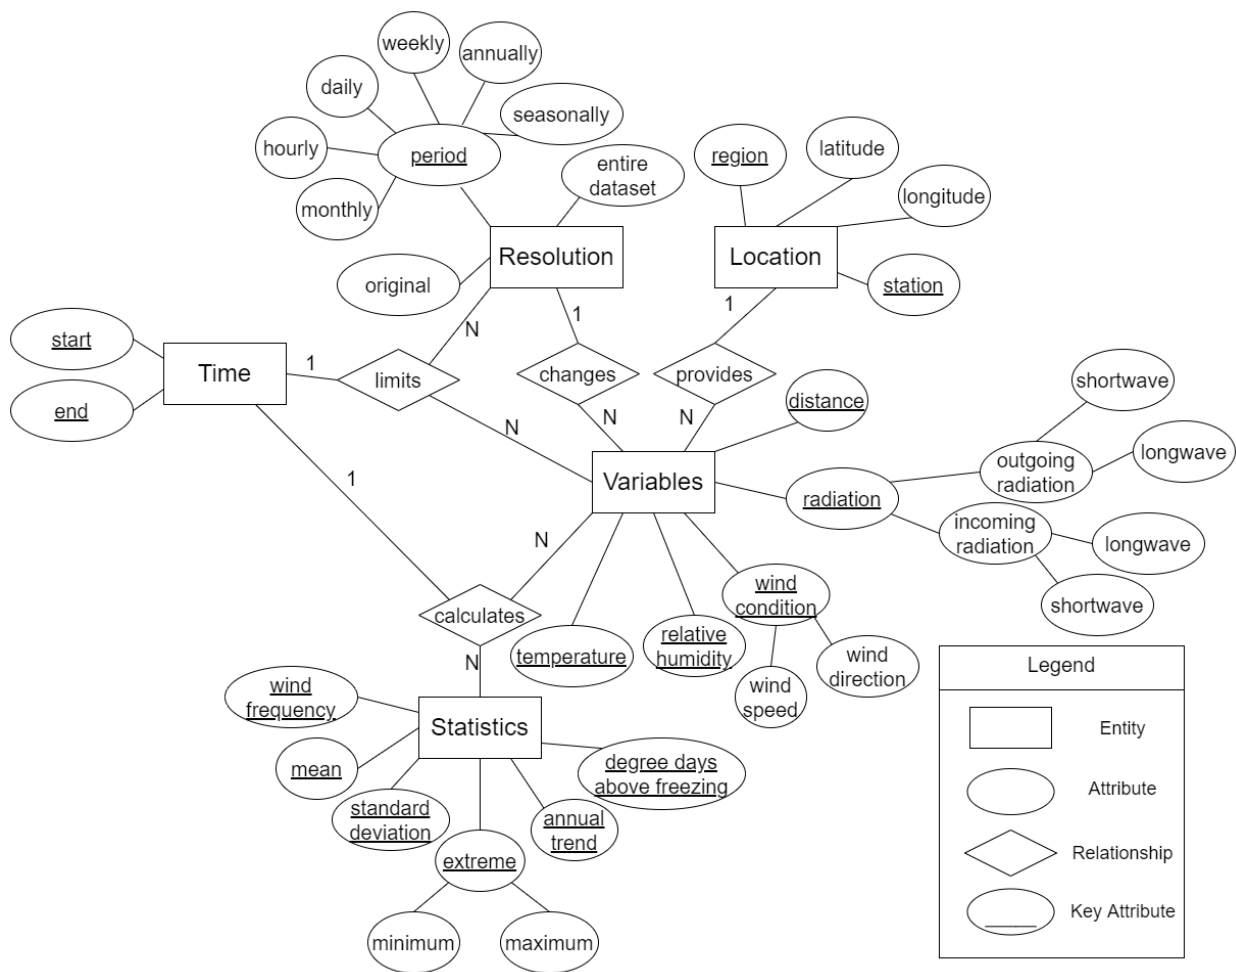 weekly
annually
daily
seasonally
hourly
period
monthly
entire
dataset
region
latitude
longitude
Resolution
Location
original
station
start
end
Time
1
limits
N
1
changes
N
1
provides
N
N
distance
shortwave
longwave
outgoing
radiation
Variables
radiation
incoming
radiation
longwave
shortwave
1
N
calculates
N
temperature
relative
humidity
wind
condition
wind
speed
wind
direction
wind
frequency
Statistics
mean
standard
deviation
extreme
annual
trend
degree days
above freezing
minimum
maximum
Legend
Entity
Attribute
Relationship
Key Attribute